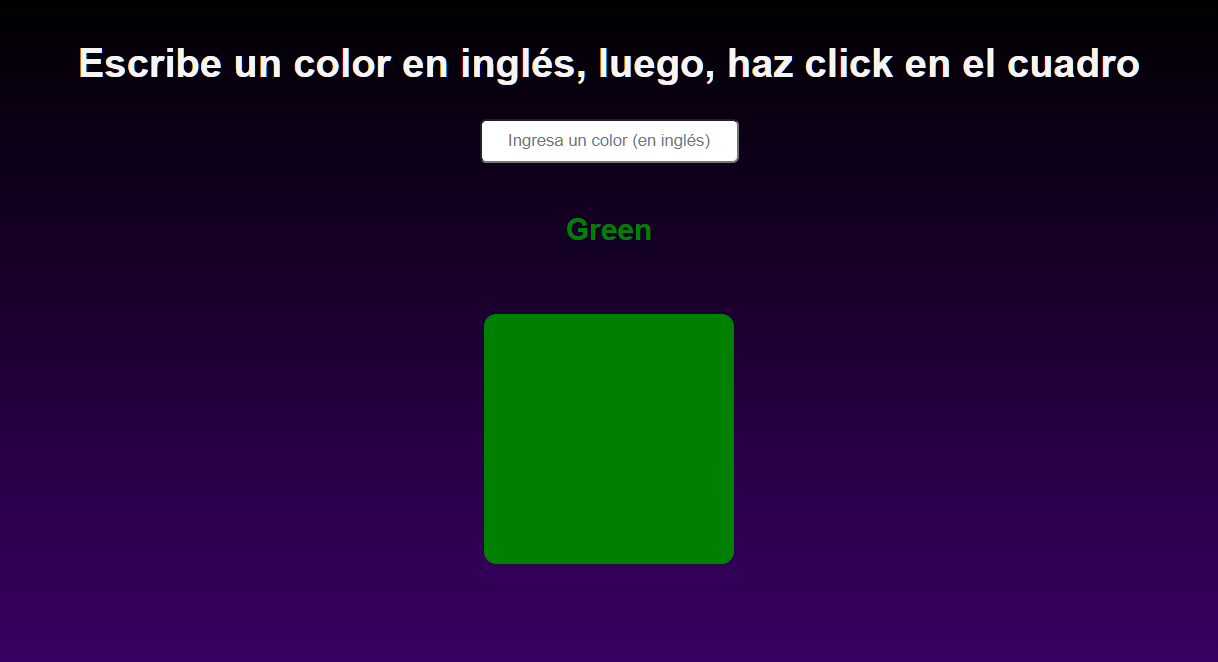 Escribe un color en inglés, luego, haz click en el cuadro
Ingresa un color (en inglés)
Green